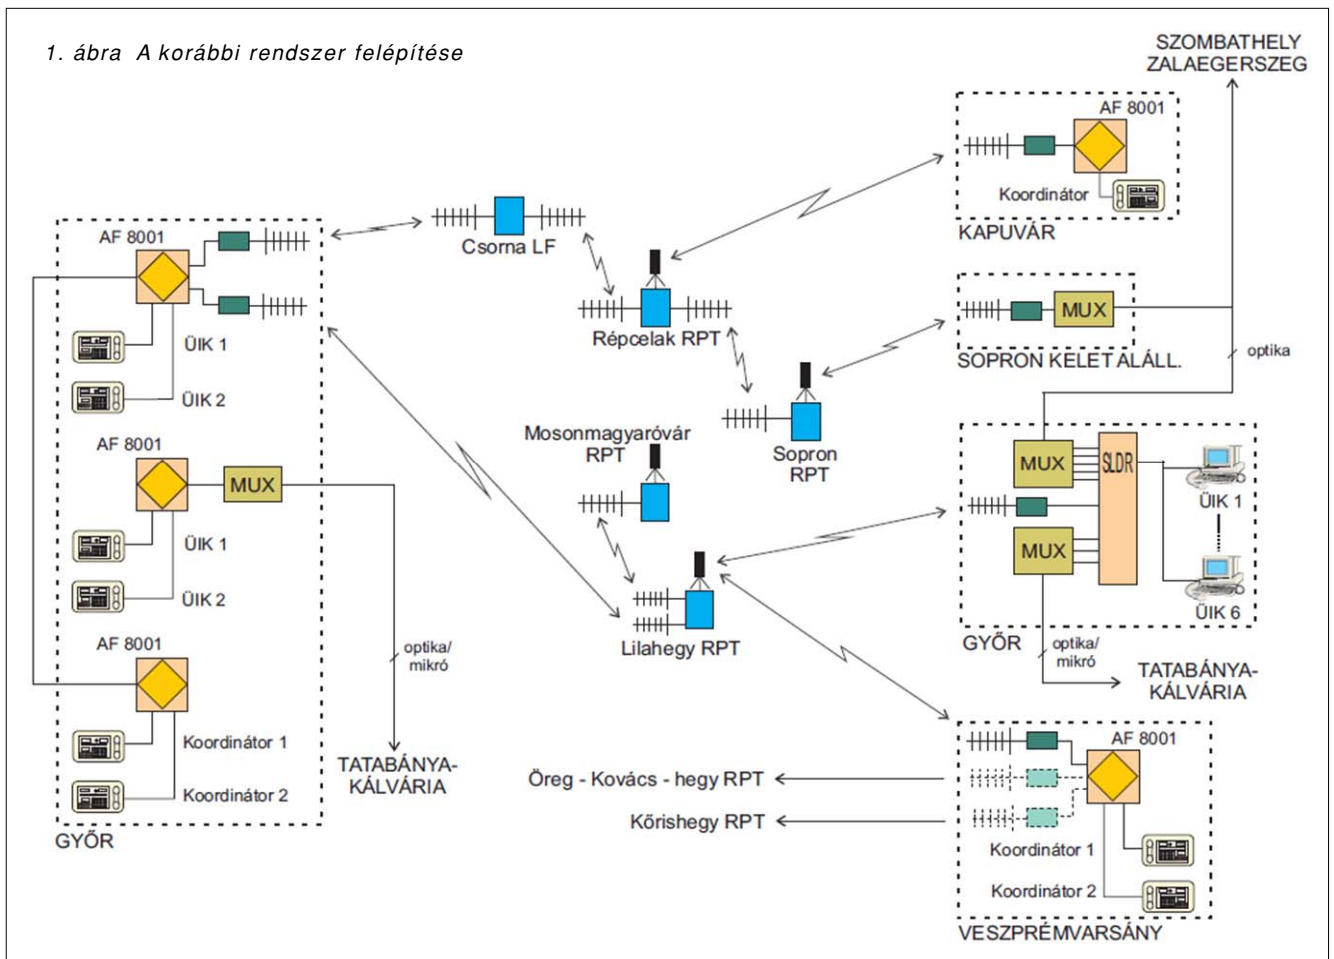 1. ábra A korábbi rendszer felépítése
SZOMBATHELY
ZALAEGERSZEG
AF 8001
Koordinátor
KAPUVÁR
AF 8001
Csorna LF
ÜIK 1
ÜIK 2
Répcelak RPT
MUX
SOPRON KELET ALÁLL.
optika
Mosonmagyaróvár
RPT
Sopron
RPT
AF 8001
MUX
ÜIK 1
ÜIK 2
MUX
SLDR
MUX
ÜIK 1
ÜIK 6
GYŐR
optika/
mikró
TATABÁNYA-
KÁLVÁRIA
Lilahegy RPT
AF 8001
optika/
mikró
Koordinátor 1
Koordinátor 2
GYŐR
TATABÁNYA-
KÁLVÁRIA
AF 8001
Öreg - Kovács - hegy RPT
Kőrishegy RPT
Koordinátor 1
Koordinátor 2
VESZPRÉMVARSÁNY